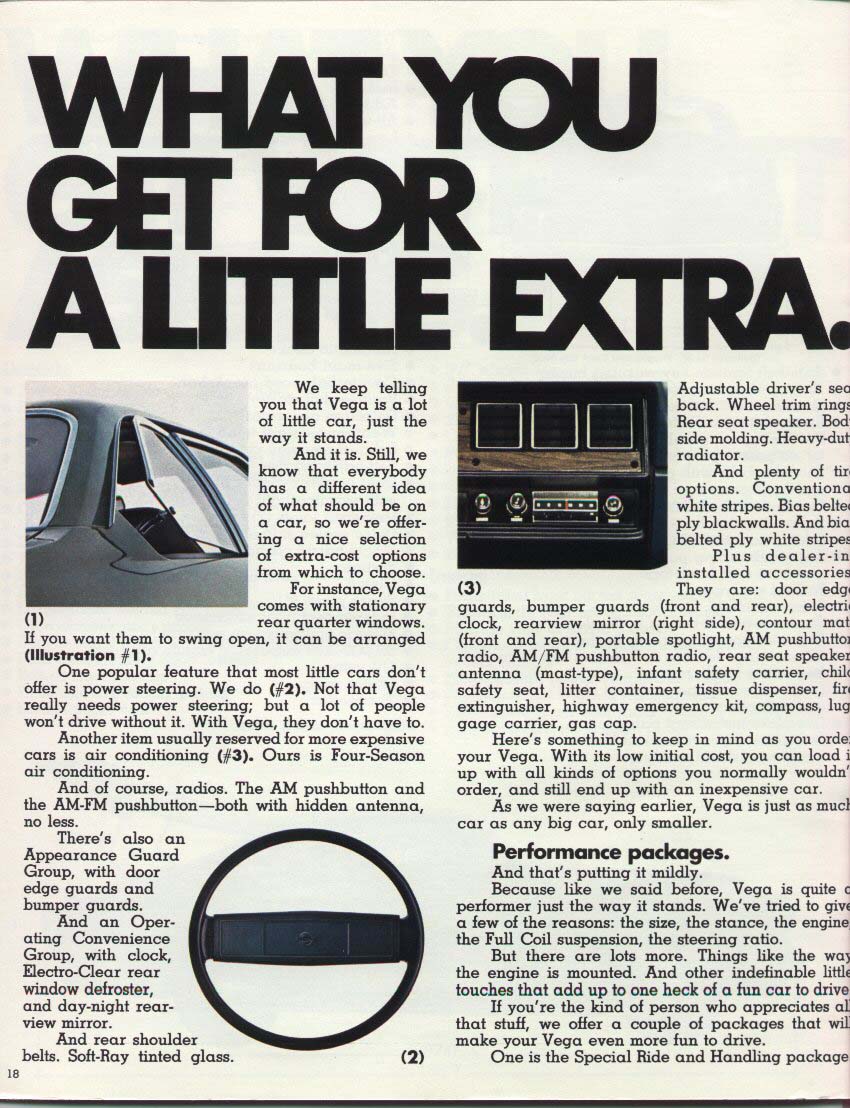 WHAT YOU
GET FOR
A LITTLE EXTRA.
(1)
We keep telling
you that Vega is a lot
of little car, just the
way it stands.
And it is. Still, we
know that everybody
has a different idea
of what should be on
a car, so we're offer-
ing a nice selection
of extra-cost options
from which to choose.
For instance, Vega
comes with stationary
rear quarter windows.
If you want them to swing open, it can be arranged
(Illustration #1).
One popular feature that most little cars don't
offer is power steering. We do (#2). Not that Vega
really needs power steering; but a lot of people
won't drive without it. With Vega, they don't have to.
Another item usually reserved for more expensive
cars is air conditioning (#3). Ours is Four-Season
air conditioning.
And of course, radios. The AM pushbutton and
the AM-FM pushbutton—both with hidden antenna,
no less.
There's also an
Appearance Guard
Group, with door
edge guards and
bumper guards.
And an Oper-
ating Convenience
Group, with clock,
Electro-Clear rear
window defroster,
and day-night rear-
view mirror.
And rear shoulder
belts. Soft-Ray tinted glass.
(2)
18
(3)
Adjustable driver's sea
back. Wheel trim rings
Rear seat speaker. Bod
side molding. Heavy-dut
radiator.
And plenty of tir
options. Conventiona
white stripes. Bias belte
ply blackwalls. And bia
belted ply white stripes
Plus dealer-in
installed accessories
They are: door edg
guards, bumper guards (front and rear), electri
clock, rearview mirror (right side), contour mat
(front and rear), portable spotlight, AM pushbutto
radio, AM/FM pushbutton radio, rear seat speaker
antenna (mast-type), infant safety carrier, chil
safety seat, litter container, tissue dispenser, fir
extinguisher, highway emergency kit, compass, lug
gage carrier, gas cap.
Here's something to keep in mind as you orde
your Vega. With its low initial cost, you can load i
up with all kinds of options you normally wouldn'
order, and still end up with an inexpensive car.
As we were saying earlier, Vega is just as muc
car as any big car, only smaller.
Performance packages.
And that's putting it mildly.
Because like we said before, Vega is quite
performer just the way it stands. We've tried to give
a few of the reasons: the size, the stance, the engine
the Full Coil suspension, the steering ratio.
But there are lots more. Things like the way
the engine is mounted. And other indefinable little
touches that add up to one heck of a fun car to drive
If you're the kind of person who appreciates al
that stuff, we offer a couple of packages that wil
make your Vega even more fun to drive.
One is the Special Ride and Handling package